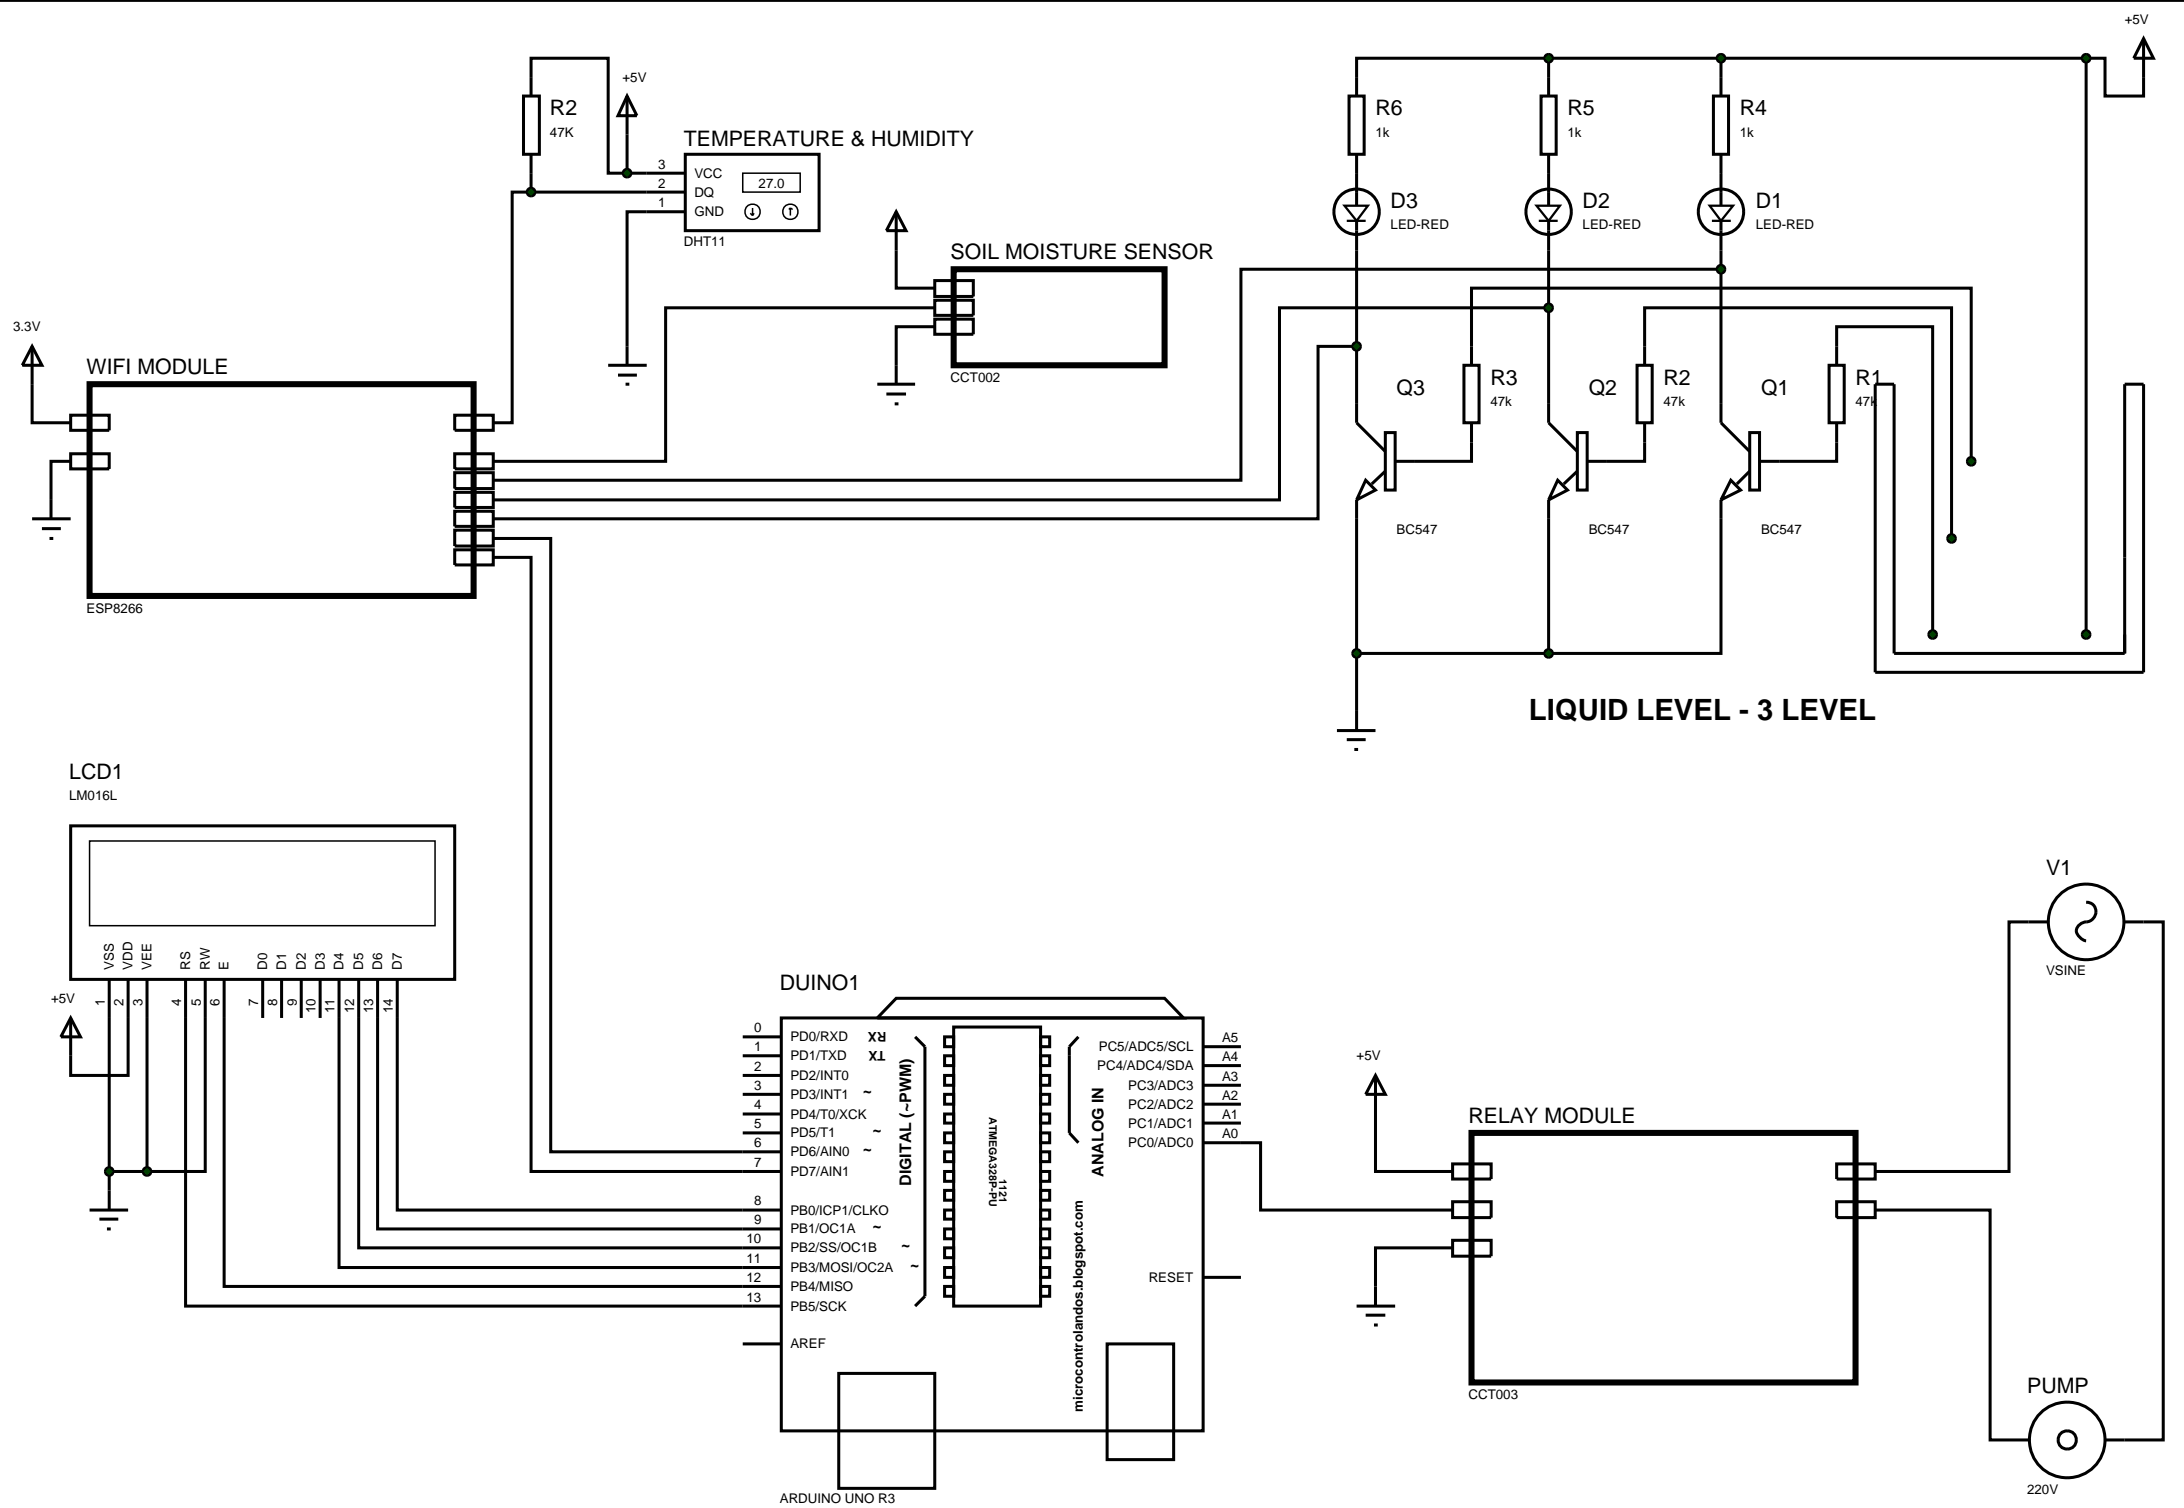 +5V
+5V
R2
47K
TEMPERATURE & HUMIDITY
3
VCC
2
DQ
1
GND
27.0
DHT11
R6
1k
R5
1k
R4
1k
D3
LED-RED
D2
LED-RED
D1
LED-RED
SOIL MOISTURE SENSOR
CCT002
3.3V
WIFI MODULE
ESP8266
Q3
R3
47k
Q2
R2
47k
Q1
R1
47k
BC547
BC547
BC547
LIQUID LEVEL - 3 LEVEL
LCD1
LM016L
VSS
VDD
VEE
RS
RW
E
D0
D1
D2
D3
D4
D5
D6
D7
+5V
1
2
3
4
5
6
7
8
9
10
11
12
13
14
DUINO1
0
PD0/RXD
RX
1
PD1/TXD
TX
2
PD2/INT0
3
PD3/INT1 ~
4
PD4/T0/XCK
5
PD5/T1 ~
6
PD6/AIN0 ~
7
PD7/AIN1
8
PB0/ICP1/CLKO
9
PB1/OC1A ~
10
PB2/SS/OC1B ~
11
PB3/MOSI/OC2A ~
12
PB4/MISO
13
PB5/SCK
AREF
DIGITAL (~PWM)
ATMEGA328P-PU
1121
ANALOG IN
microcontrolandos.blogspot.com
PC5/ADC5/SCL
A5
PC4/ADC4/SDA
A4
PC3/ADC3
A3
PC2/ADC2
A2
PC1/ADC1
A1
PC0/ADC0
A0
RESET
ARDUINO UNO R3
+5V
RELAY MODULE
CCT003
V1
VSINE
PUMP
220V